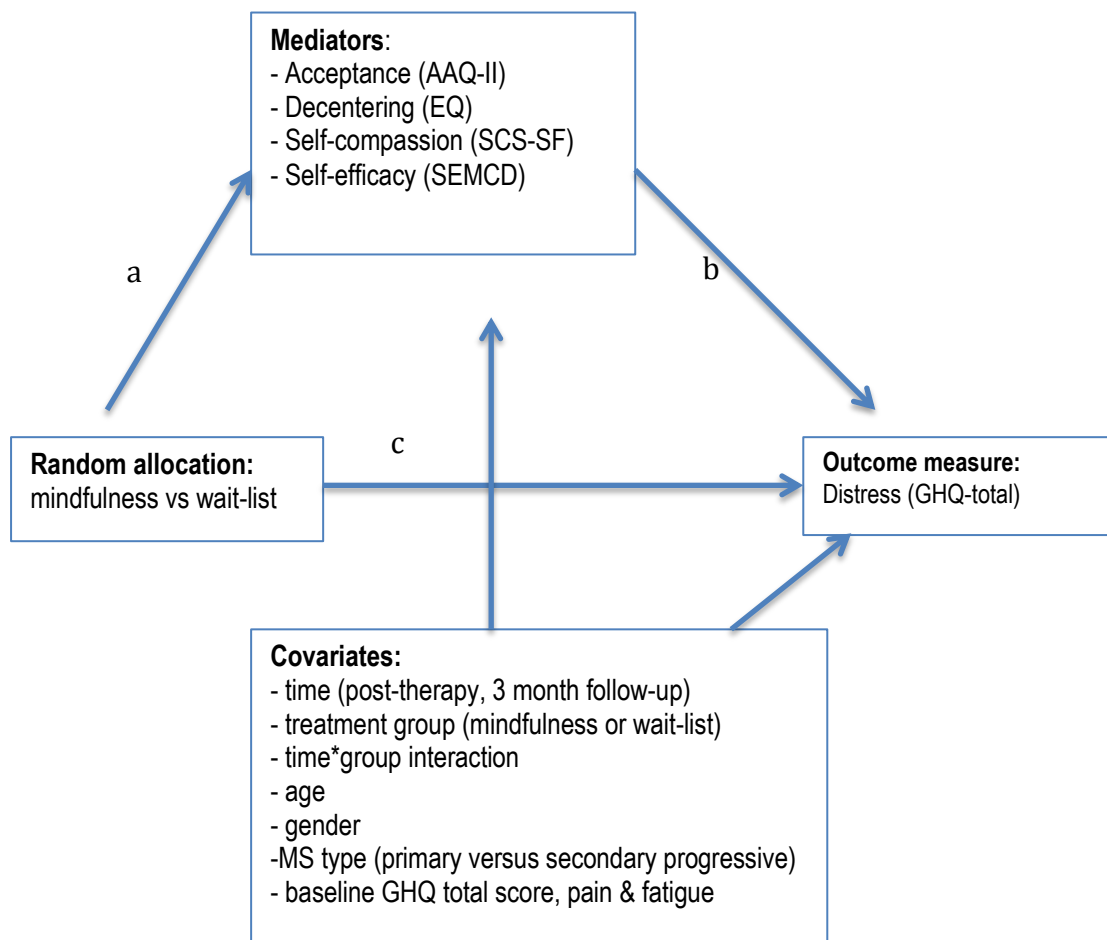 Mediators:
- Acceptance (AAQ-II)
- Decentering (EQ)
- Self-compassion (SCS-SF)
- Self-efficacy (SEMCD)
a
b
c
Random allocation:
mindfulness vs wait-list
Outcome measure:
Distress (GHQ-total)
Covariates:
- time (post-therapy, 3 month follow-up)
- treatment group (mindfulness or wait-list)
- time*group interaction
- age
- gender
-MS type (primary versus secondary progressive)
- baseline GHQ total score, pain & fatigue